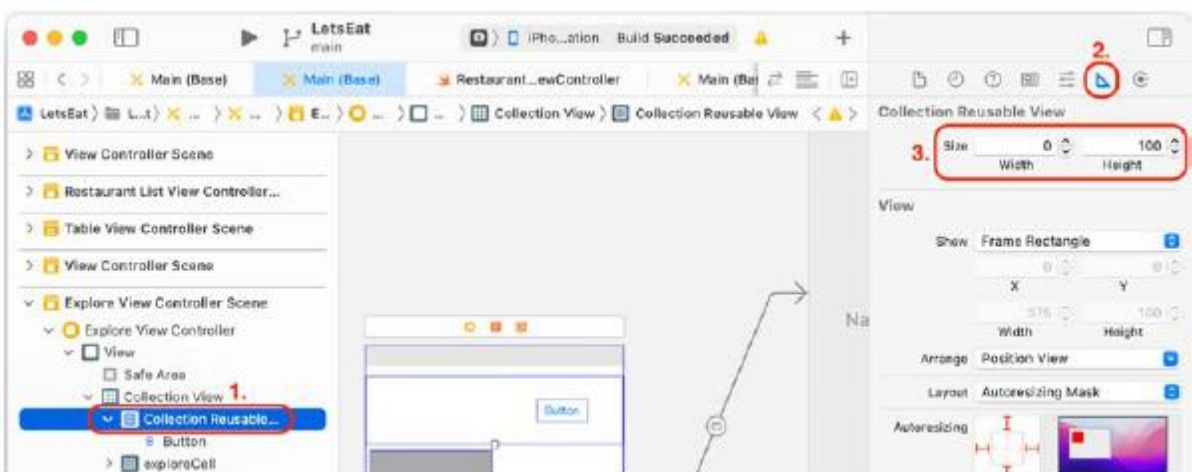 LetsEat
main
iPho...ation Build Succeeded
Main (Base)
Main (Base)
Restaurant...ewController
Main (Ba
LetsEat
L...t
E...
Collection View
Collection Reusable View
2.
Collection Reusable View
3.
Size
0
100
Width
Height
View
Show
Frame Rectangle
0
0
X
Y
375
100
Width
Height
Arrange
Position View
Layout
Autoresizing Mask
Autoresizing
View Controller Scene
Restaurant List View Controller...
Table View Controller Scene
View Controller Scene
Explore View Controller Scene
Explore View Controller
View
Safe Area
Collection View
1.
Collection Reusable...
Button
exploreCell
Button
Na